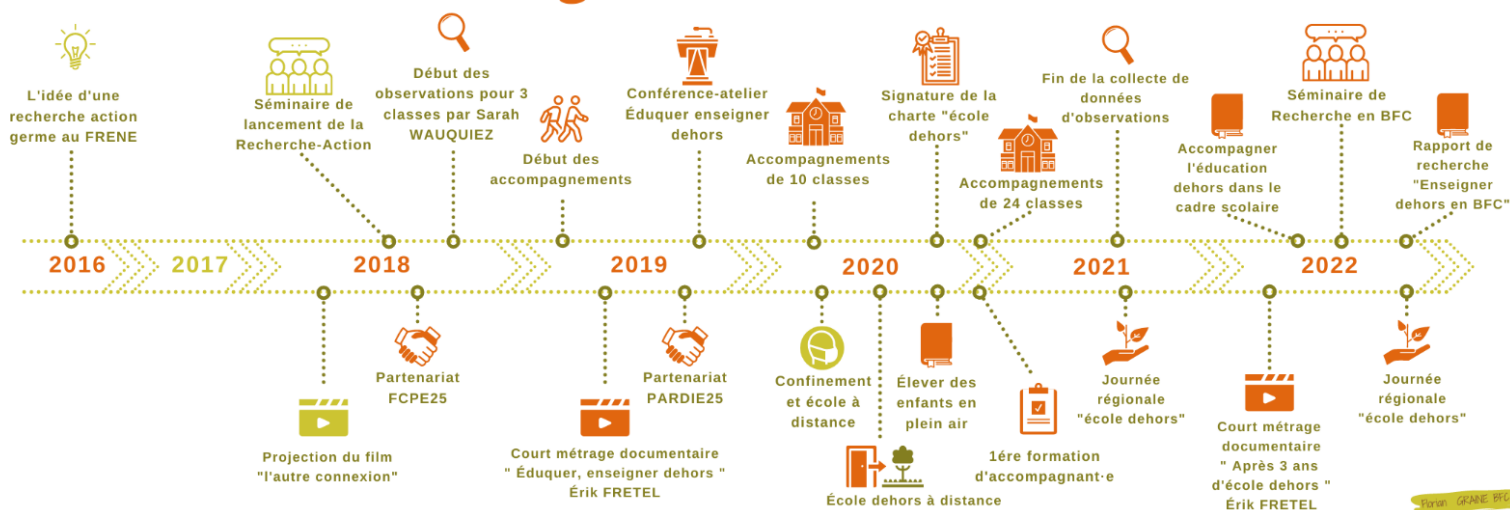 L'idée d'une
recherche action
germe au FRENE
Séminaire de
lancement de la
Recherche-Action
Début des
observations pour 3
classes par Sarah
WAUQUIEZ
Début des
accompagnements
Conférence-atelier
Éduquer enseigner
dehors
Accompagnements
de 10 classes
Signature de la
charte "école
dehors"
Accompagnements
de 24 classes
Fin de la collecte de
données
d'observations
Accompagner
l'éducation
dehors dans le
cadre scolaire
Séminaire de
Recherche en BFC
Rapport de
recherche
"Enseigner
dehors en BFC"
2016
2017
2018
2019
2020
2021
2022
Projection du film
"l'autre connexion"
Partenariat
FCPE25
Court métrage documentaire
" Éduquer, enseigner dehors "
Érik FRETEL
Partenariat
PARDIE25
Confinement
et école à
distance
École dehors à distance
Élever des
enfants en
plein air
1ére formation
d'accompagnant·e
Journée
régionale
"école dehors"
Court métrage
documentaire
" Après 3 ans
d'école dehors "
Érik FRETEL
Journée
régionale
"école dehors"
Florian GRAINE BFC